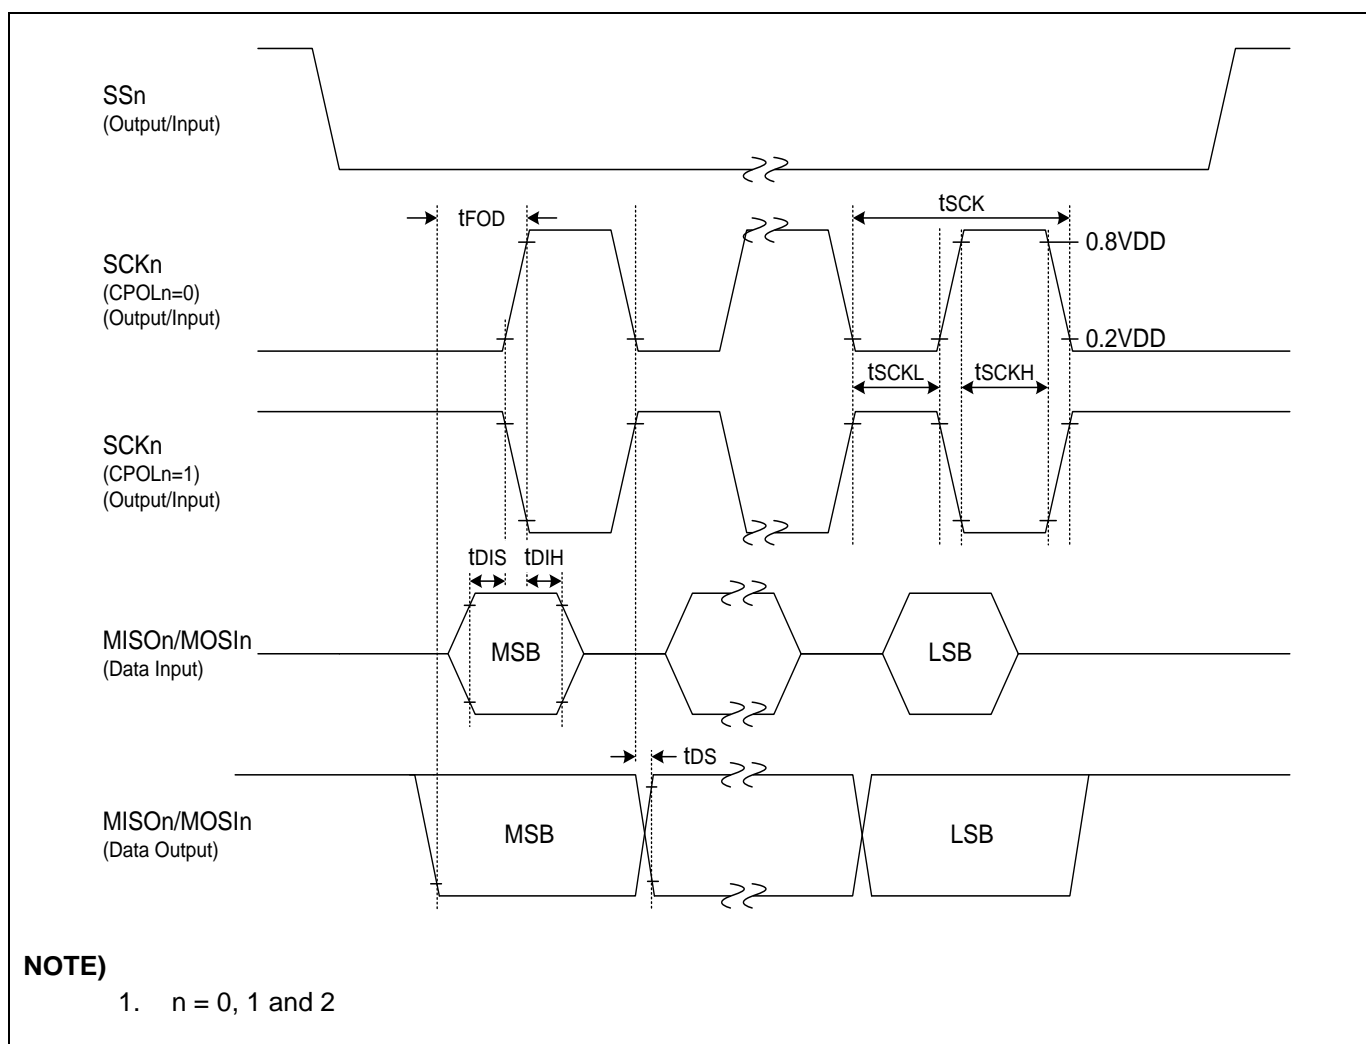 SSn
(Output/Input)
tFOD
tSCK
0.8VDD
SCKn
(CPOLn=0)
(Output/Input)
0.2VDD
tSCKL
tSCKH
SCKn
(CPOLn=1)
(Output/Input)
tDIS
tDIH
MISOn/MOSIn
(Data Input)
MSB
LSB
tDS
MISOn/MOSIn
(Data Output)
MSB
LSB
NOTE)
1. n = 0, 1 and 2